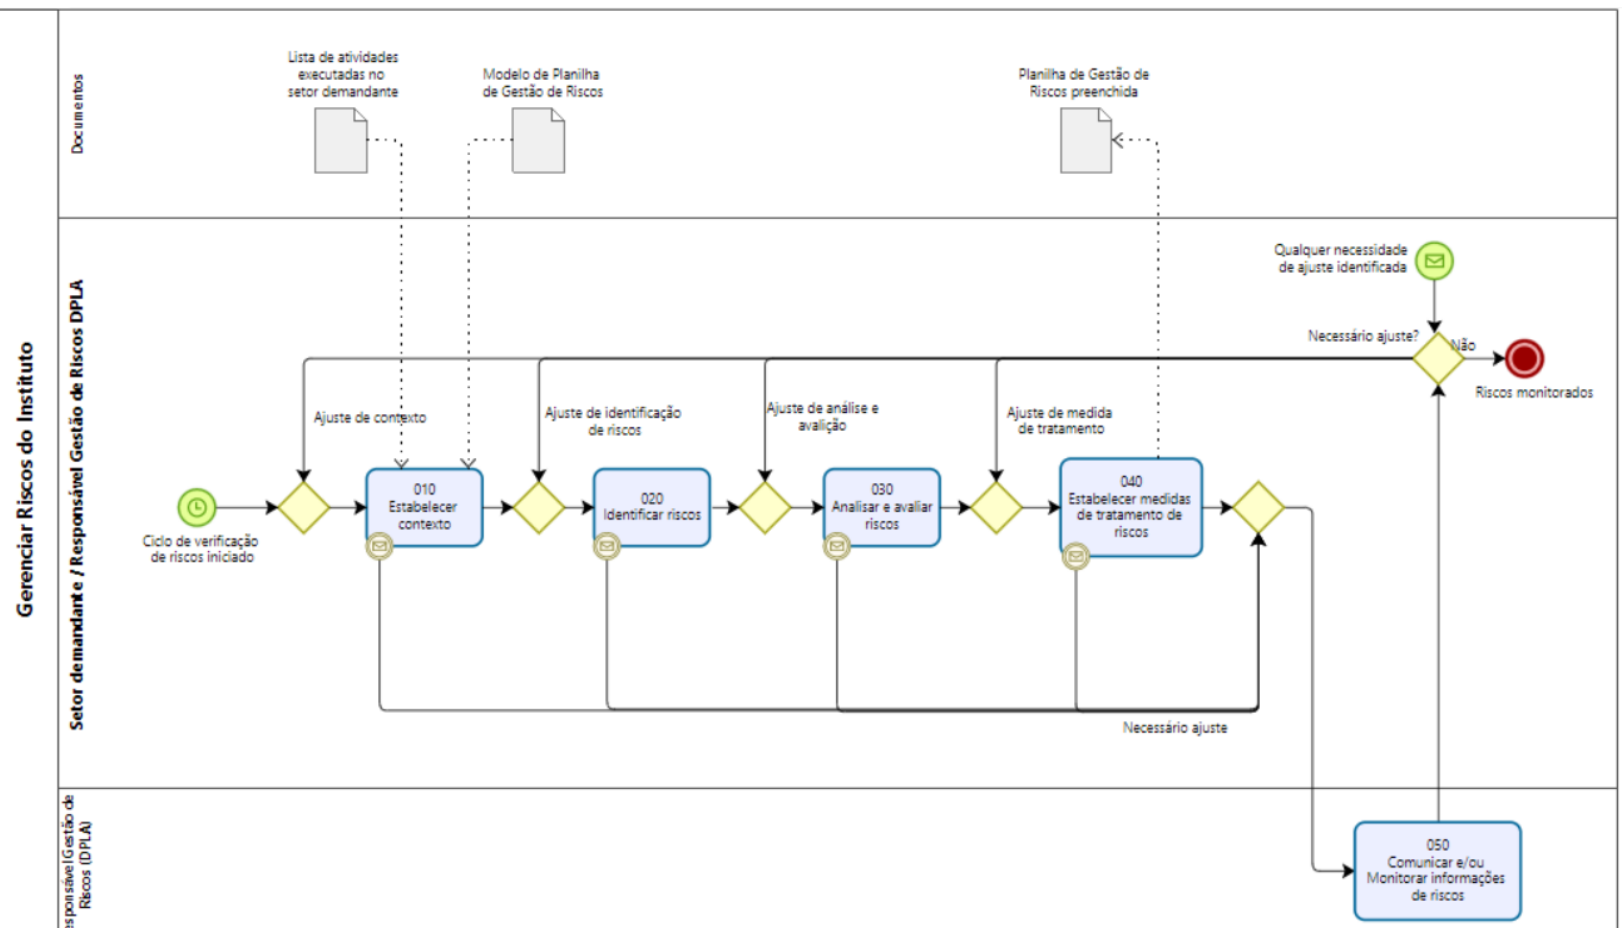 Gerenciar Riscos do Instituto
Documentos
Lista de atividades
executadas no
setor demandante
Modelo de Planilha
de Gestão de Riscos
Planilha de Gestão de
Riscos preenchida
Setor demandante / Responsável Gestão de Riscos DPLA
Qualquer necessidade
de ajuste identificada
Necessário ajuste?
Não
Riscos monitorados
Ajuste de contexto
Ajuste de identificação
de riscos
Ajuste de análise e
avalição
Ajuste de medida
de tratamento
Ciclo de verificação
de riscos iniciado
010
Estabelecer
contexto
020
Identificar riscos
030
Analisar e avaliar
riscos
040
Estabelecer medidas
de tratamento de
riscos
Necessário ajuste
esponsável Gestão de
Riscos (DPLA)
050
Comunicar e/ou
Monitorar informações
de riscos